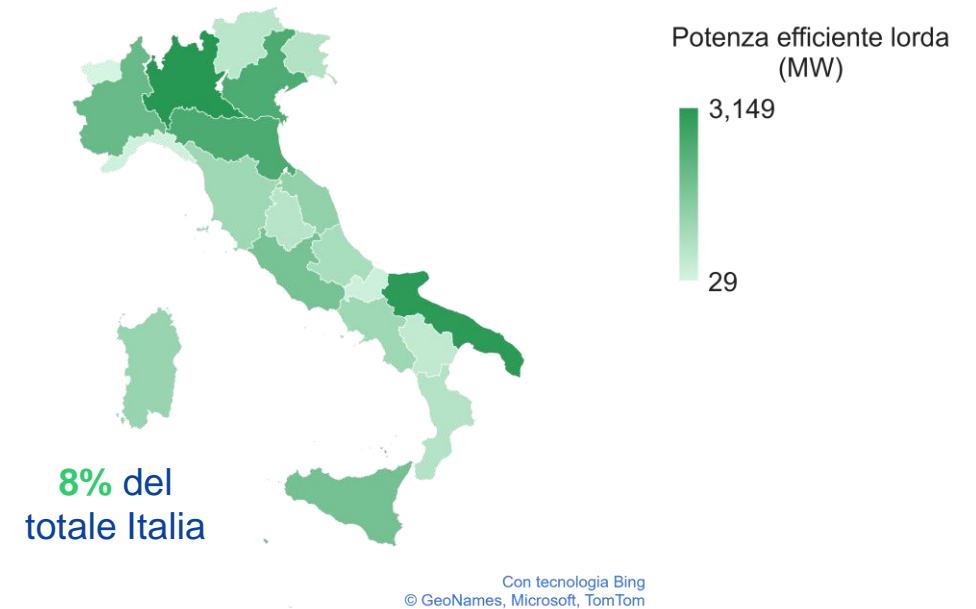 Potenza efficiente lorda
(MW)
3,149
29
8% del
totale Italia
Con tecnologia Bing
© GeoNames, Microsoft, TomTom